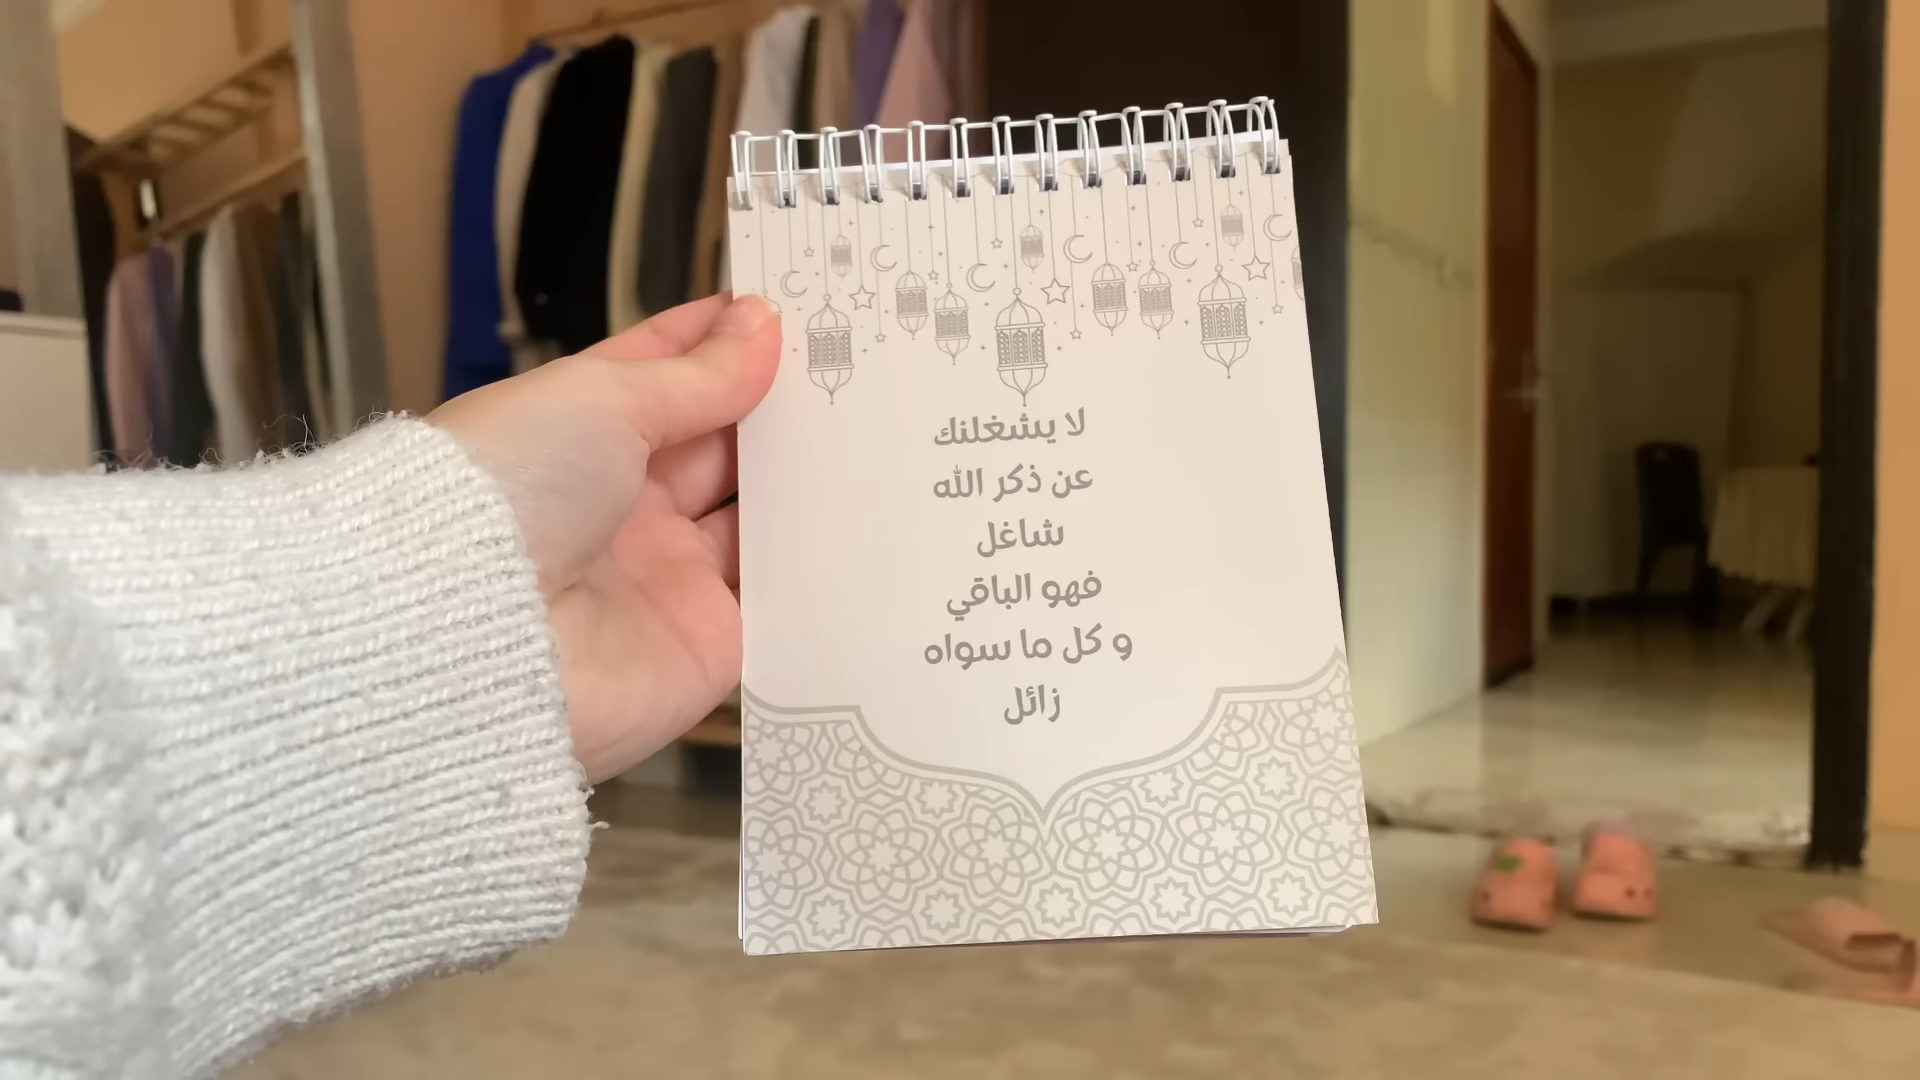 لا يشغلنك
عن ذكر الله
شاغل
فهو الباقي
و كل ما سواه
زائل